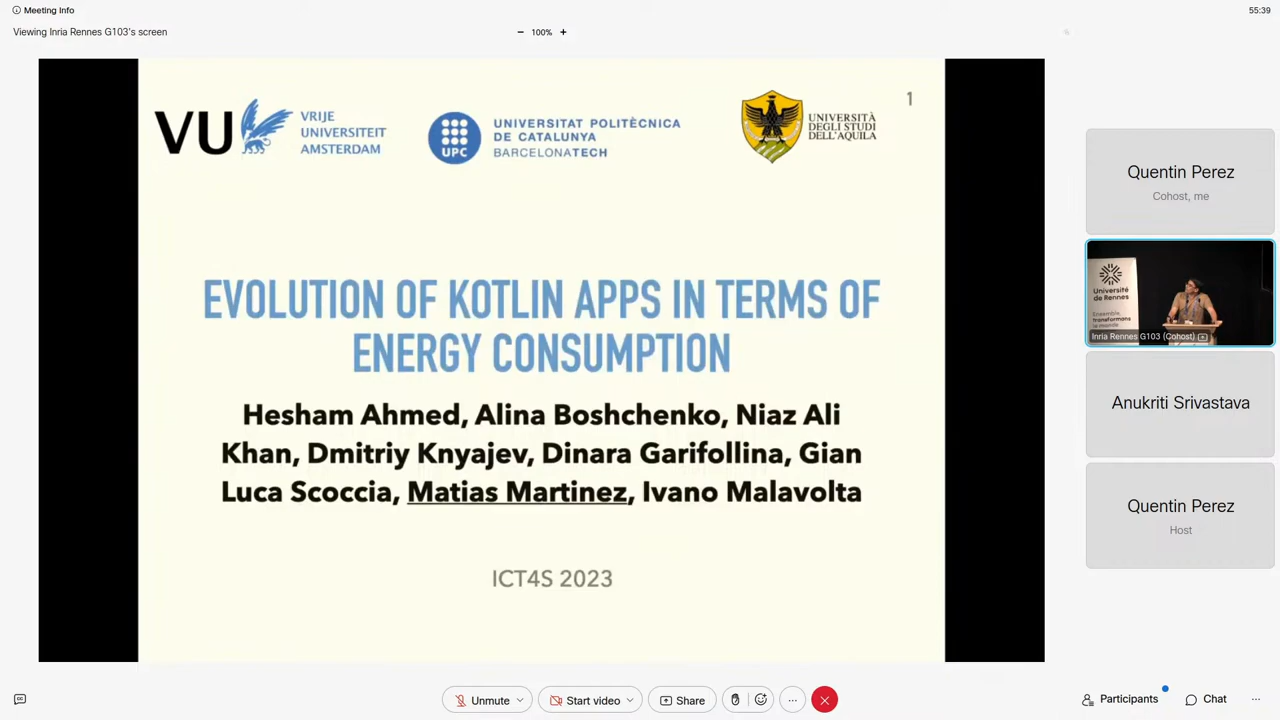 Meeting Info
55:39
Viewing Inria Rennes G103's screen
100%
1
VU
VRIJE
UNIVERSITEIT
AMSTERDAM
UPC
UNIVERSITAT POLITÈCNICA
DE CATALUNYA
BARCELONATECH
UNIVERSITÀ
DEGLI STUDI
DELL'AQUILA
EVOLUTION OF KOTLIN APPS IN TERMS OF
ENERGY CONSUMPTION
Hesham Ahmed, Alina Boshchenko, Niaz Ali
Khan, Dmitriy Knyajev, Dinara Garifollina, Gian
Luca Scoccia, Matias Martinez, Ivano Malavolta
ICT4S 2023
Quentin Perez
Cohost, me
Université
de Rennes
Ensemble,
transformons
le monde
Inria Rennes G103 (Cohost)
Anukriti Srivastava
Quentin Perez
Host
Unmute
Start video
Share
Participants
Chat